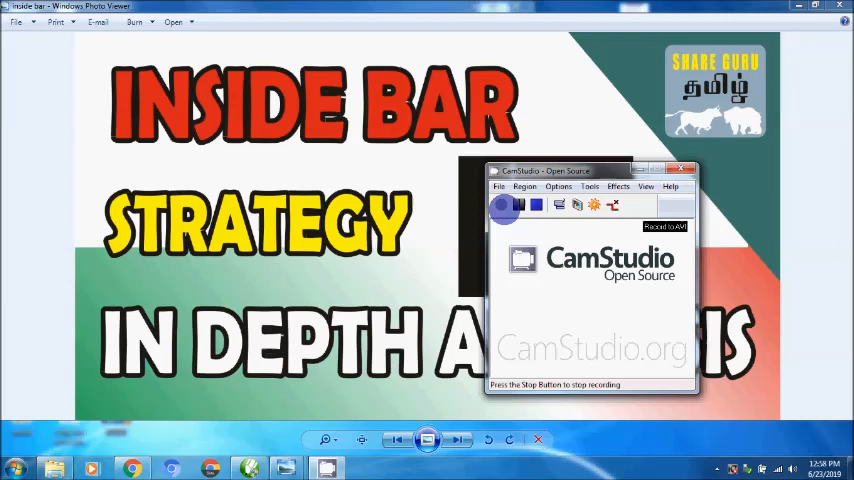 inside bar - Windows Photo Viewer
File Print E-mail Burn Open
INSIDE BAR
SHARE GURU
தமிழ்
CamStudio - Open Source
File Region Options Tools Effects View Help
STRATEGY
Record to AVI
CamStudio
Open Source
IN DEPTH
CamStudio.org
Press the Stop Button to stop recording
12:58 PM
6/23/2019